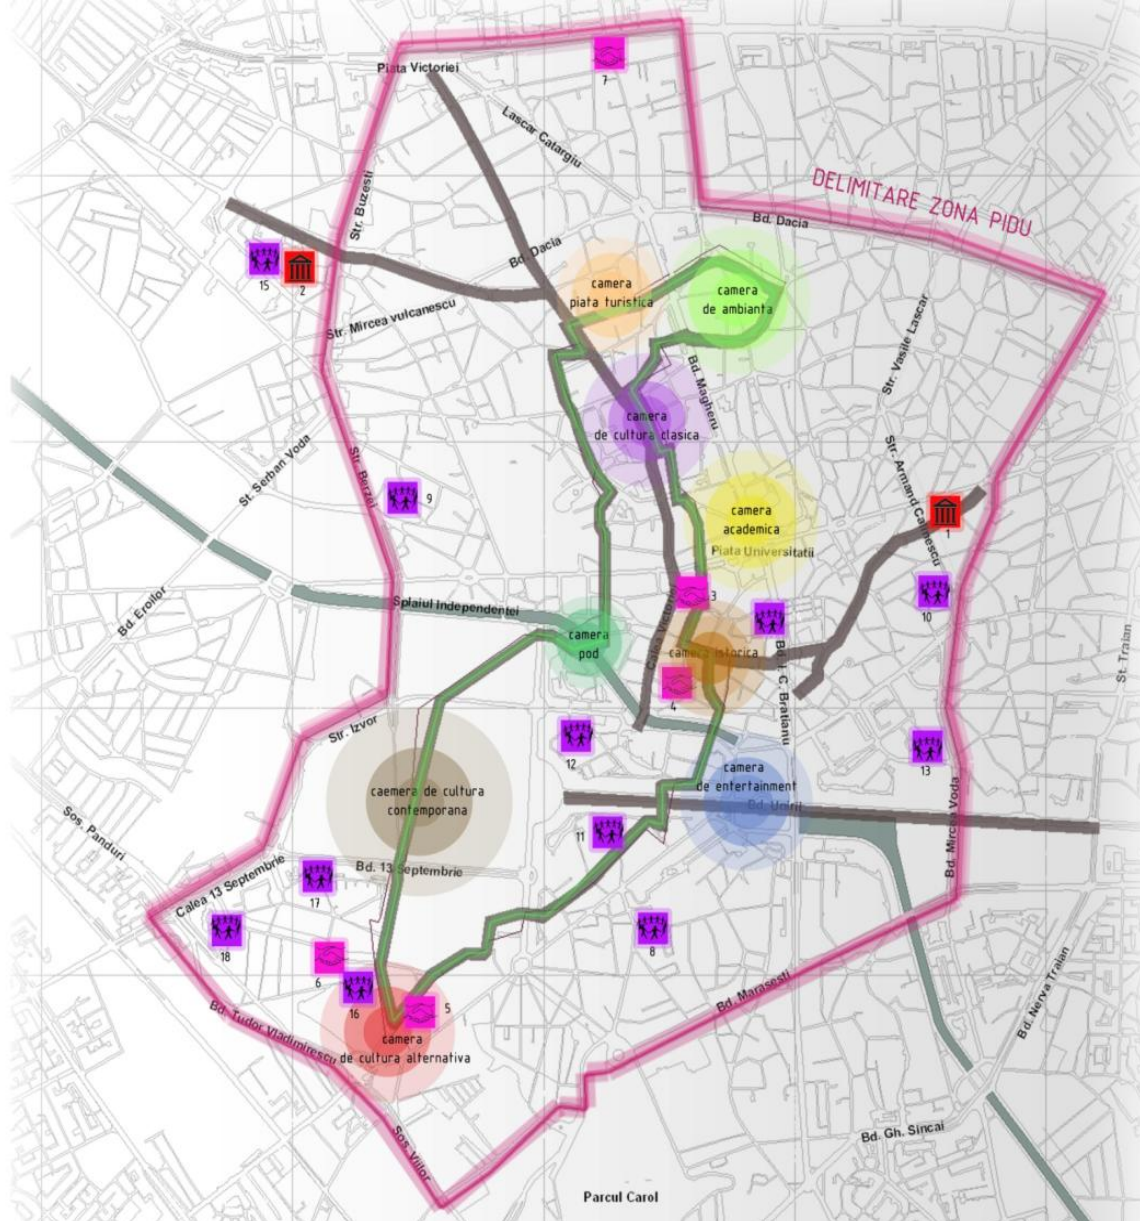 Piata Victoriei
7
Lascar Catargiu
DELIMITARE ZONA PIDU
Bd. Dacia
Str. Buzesti
Bd. Dacia
15
2
camera
piata turistica
camera
de ambianta
Str. Mircea vulcanescu
Str. Vasile Lascar
Bd. Magheru
camera
de cultura clasica
St. Serban Voda
Str. Berzei
9
Str. Armand Calinescu
camera
academica
1
Piata Universitatii
Bd. Eroilor
Splaiul Independentei
3
10
camera
pod
Calea Victoriei
camera istorica
St. Traian
4
Bd. I. C. Bratianu
Str. Izvor
12
13
camera
de entertainment
caemera de cultura
contemporana
Bd. Unirii
Sos. Panduri
11
Bd. Mircea Voda
Bd. 13 Septembrie
Calea 13 Septembrie
17
18
8
6
16
5
Bd. Marasesti
Bd. Nerva Traian
Bd. Tudor Vladimirescu
camera
de cultura alternativa
Sos. Viilor
Bd. Gh. Sincai
Parcul Carol